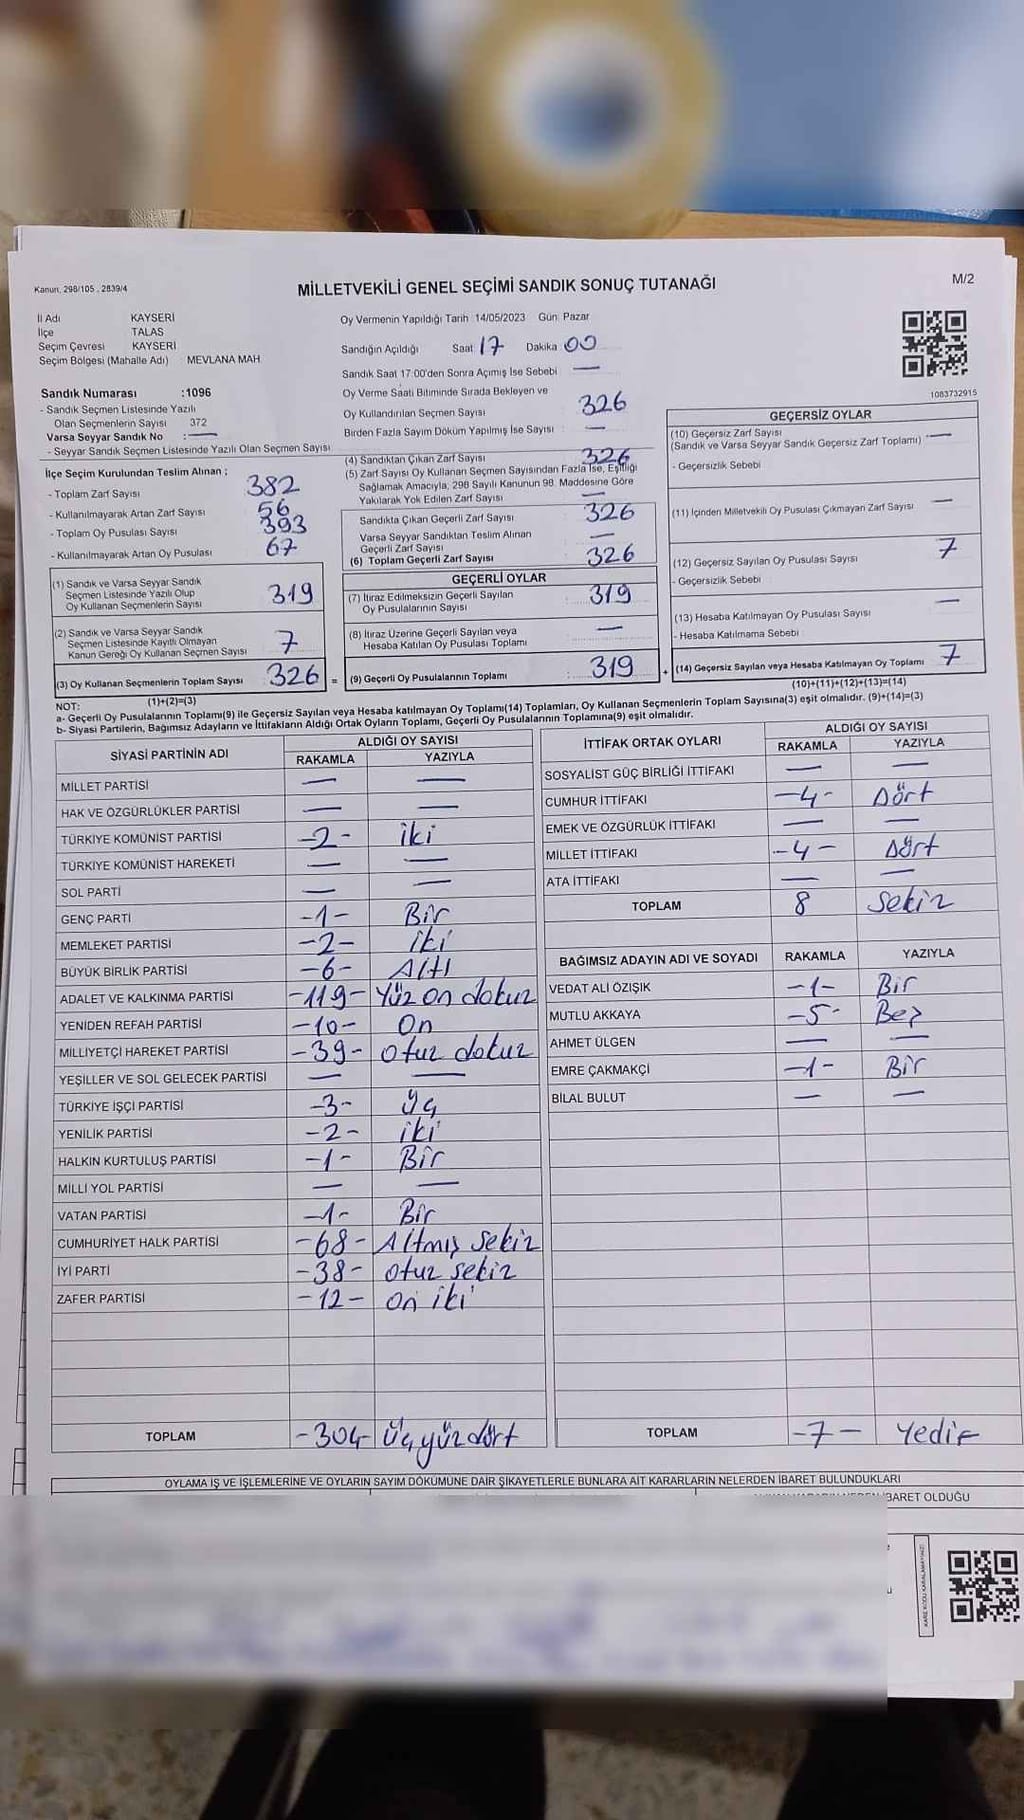 Kanun. 298/105 , 2839/4
MİLLETVEKİLİ GENEL SEÇİMİ SANDIK SONUÇ TUTANAĞI
M/2
İl Adı KAYSERİ
İlçe TALAS
Seçim Çevresi KAYSERİ
Seçim Bölgesi (Mahalle Adı) MEVLANA MAH.
Sandık Numarası :1096
- Sandık Seçmen Listesinde Yazılı
Olan Seçmenlerin Sayısı 372
Varsa Seyyar Sandık No : —
- Seyyar Sandık Seçmen Listesinde Yazılı Olan Seçmen Sayısı
İlçe Seçim Kurulundan Teslim Alınan ;
- Toplam Zarf Sayısı 382
- Kullanılmayarak Artan Zarf Sayısı 56
- Toplam Oy Pusulası Sayısı 393
- Kullanılmayarak Artan Oy Pusulası 67
(1) Sandık ve Varsa Seyyar Sandık
Seçmen Listesinde Yazılı Olup
Oy Kullanan Seçmenlerin Sayısı 319
(2) Sandık ve Varsa Seyyar Sandık
Seçmen Listesinde Kayıtlı Olmayan
Kanun Gereği Oy Kullanan Seçmen Sayısı 7
(3) Oy Kullanan Seçmenlerin Toplam Sayısı 326 =
(1)+(2)=(3)
Oy Vermenin Yapıldığı Tarih 14/05/2023 Gün: Pazar
Sandığın Açıldığı Saat 17 Dakika 00
Sandık Saat 17:00'den Sonra Açımış İse Sebebi —
Oy Verme Saati Bitiminde Sırada Bekleyen ve
Oy Kullandırılan Seçmen Sayısı 326
Birden Fazla Sayım Döküm Yapılmış İse Sayısı : —
(4) Sandıktan Çıkan Zarf Sayısı 326
(5) Zarf Sayısı Oy Kullanan Seçmen Sayısından Fazla İse, Eşitliği
Sağlamak Amacıyla, 298 Sayılı Kanunun 98. Maddesine Göre
Yakılarak Yok Edilen Zarf Sayısı —
Sandıkta Çıkan Geçerli Zarf Sayısı 326
Varsa Seyyar Sandıktan Teslim Alınan
Geçerli Zarf Sayısı —
(6) Toplam Geçerli Zarf Sayısı 326
GEÇERLİ OYLAR
(7) İtiraz Edilmeksizin Geçerli Sayılan
Oy Pusulalarının Sayısı : 319
(8) İtiraz Üzerine Geçerli Sayılan veya
Hesaba Katılan Oy Pusulası Toplamı : —
(9) Geçerli Oy Pusulalarının Toplamı : 319 +
1083732915
GEÇERSİZ OYLAR
(10) Geçersiz Zarf Sayısı
(Sandık ve Varsa Seyyar Sandık Geçersiz Zarf Toplamı) —
- Geçersizlik Sebebi
(11) İçinden Milletvekili Oy Pusulası Çıkmayan Zarf Sayısı —
(12) Geçersiz Sayılan Oy Pusulası Sayısı 7
- Geçersizlik Sebebi
(13) Hesaba Katılmayan Oy Pusulası Sayısı —
- Hesaba Katılmama Sebebi
(14) Geçersiz Sayılan veya Hesaba Katılmayan Oy Toplamı 7
(10)+(11)+(12)+(13)=(14)
NOT:
a- Geçerli Oy Pusulalarının Toplamı(9) ile Geçersiz Sayılan veya Hesaba katılmayan Oy Toplamı(14) Toplamları, Oy Kullanan Seçmenlerin Toplam Sayısına(3) eşit olmalıdır. (9)+(14)=(3)
b- Siyasi Partilerin, Bağımsız Adayların ve İttifakların Aldığı Ortak Oyların Toplamı, Geçerli Oy Pusulalarının Toplamına(9) eşit olmalıdır.
SİYASİ PARTİNİN ADI ALDIĞI OY SAYISI
RAKAMLA YAZIYLA
MİLLET PARTİSİ — —
HAK VE ÖZGÜRLÜKLER PARTİSİ — —
TÜRKİYE KOMÜNİST PARTİSİ -2- iki
TÜRKİYE KOMÜNİST HAREKETİ — —
SOL PARTİ — —
GENÇ PARTİ -1- Bir
MEMLEKET PARTİSİ -2- iki
BÜYÜK BİRLİK PARTİSİ -6- Altı
ADALET VE KALKINMA PARTİSİ -119- Yüz on dokuz
YENİDEN REFAH PARTİSİ -10- On
MİLLİYETÇİ HAREKET PARTİSİ -39- Otuz dokuz
YEŞİLLER VE SOL GELECEK PARTİSİ — —
TÜRKİYE İŞÇİ PARTİSİ -3- Üç
YENİLİK PARTİSİ -2- iki
HALKIN KURTULUŞ PARTİSİ -1- Bir
MİLLİ YOL PARTİSİ — —
VATAN PARTİSİ -1- Bir
CUMHURİYET HALK PARTİSİ -68- Altmış sekiz
İYİ PARTİ -38- Otuz sekiz
ZAFER PARTİSİ -12- On iki
TOPLAM -304- Üçyüzdört
İTTİFAK ORTAK OYLARI ALDIĞI OY SAYISI
RAKAMLA YAZIYLA
SOSYALİST GÜÇ BİRLİĞİ İTTİFAKI — —
CUMHUR İTTİFAKI -4- Dört
EMEK VE ÖZGÜRLÜK İTTİFAKI — —
MİLLET İTTİFAKI -4- Dört
ATA İTTİFAKI — —
TOPLAM 8 Sekiz
BAĞIMSIZ ADAYIN ADI VE SOYADI RAKAMLA YAZIYLA
VEDAT ALİ ÖZIŞIK -1- Bir
MUTLU AKKAYA -5- Beş
AHMET ÜLGEN — —
EMRE ÇAKMAKÇİ -1- Bir
BİLAL BULUT — —
TOPLAM -7- Yedi
OYLAMA İŞ VE İŞLEMLERİNE VE OYLARIN SAYIM DÖKÜMÜNE DAİR ŞİKAYETLERLE BUNLARA AİT KARARLARIN NELERDEN İBARET BULUNDUKLARI
İBARET OLDUĞU